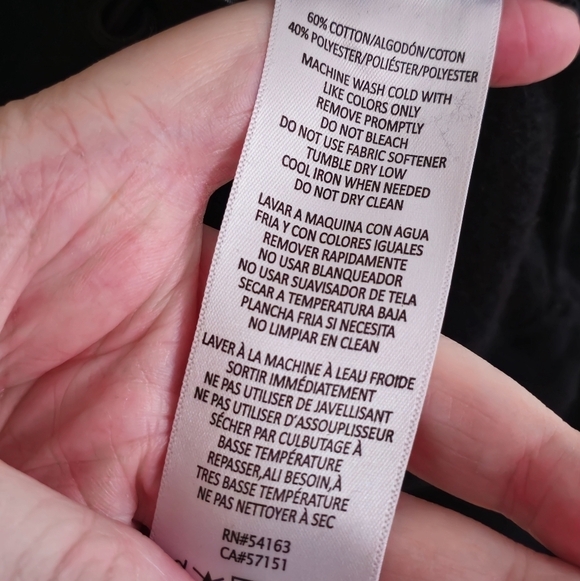 60% COTTON/ALGODÓN/COTON
40% POLYESTER/POLIÉSTER/POLYESTER
MACHINE WASH COLD WITH
LIKE COLORS ONLY
REMOVE PROMPTLY
DO NOT BLEACH
DO NOT USE FABRIC SOFTENER
TUMBLE DRY LOW
COOL IRON WHEN NEEDED
DO NOT DRY CLEAN
LAVAR A MAQUINA CON AGUA
FRIA Y CON COLORES IGUALES
REMOVER RAPIDAMENTE
NO USAR BLANQUEADOR
NO USAR SUAVISADOR DE TELA
SECAR A TEMPERATURA BAJA
PLANCHA FRIA SI NECESITA
NO LIMPIAR EN CLEAN
LAVER À LA MACHINE À LEAU FROIDE
SORTIR IMMÉDIATEMENT
NE PAS UTILISER DE JAVELLISANT
NE PAS UTILISER D'ASSOUPLISSEUR
SÉCHER PAR CULBUTAGE À
BASSE TEMPÉRATURE
REPASSER,ALI BESOIN,À
TRES BASSE TEMPÉRATURE
NE PAS NETTOYER À SEC
RN#54163
CA#57151